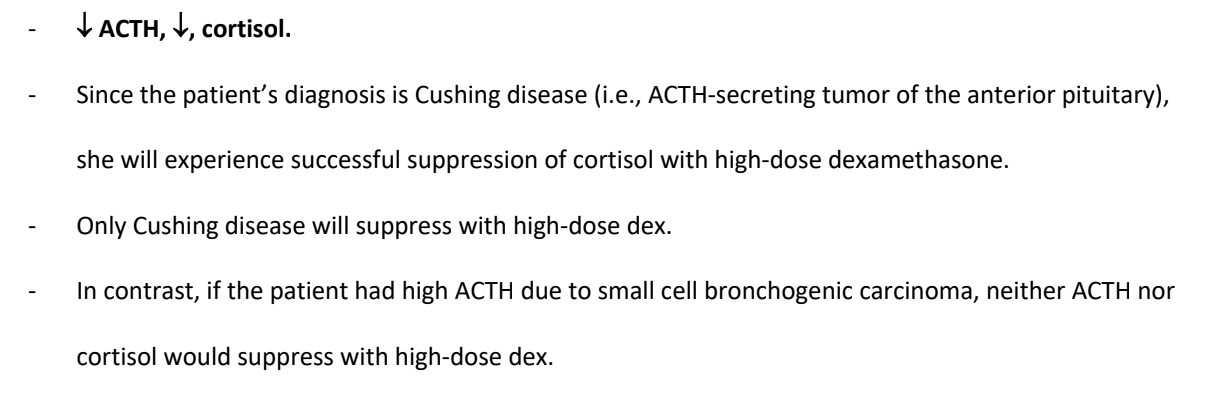 - ↓ ACTH, ↓, cortisol.
- Since the patient’s diagnosis is Cushing disease (i.e., ACTH-secreting tumor of the anterior pituitary),
she will experience successful suppression of cortisol with high-dose dexamethasone.
- Only Cushing disease will suppress with high-dose dex.
- In contrast, if the patient had high ACTH due to small cell bronchogenic carcinoma, neither ACTH nor
cortisol would suppress with high-dose dex.